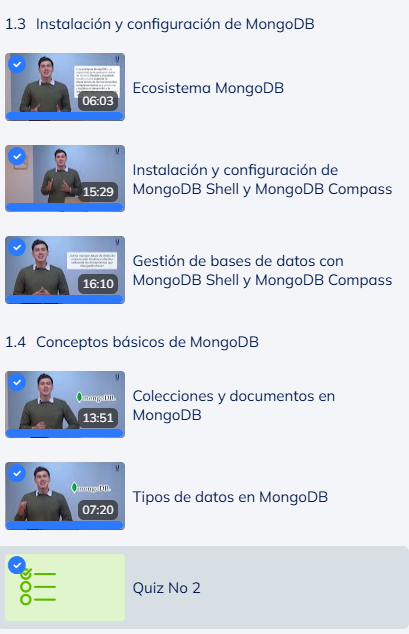 1.3 Instalación y configuración de MongoDB
06:03
Ecosistema MongoDB
15:29
Instalación y configuración de
MongoDB Shell y MongoDB Compass
16:10
Gestión de bases de datos con
MongoDB Shell y MongoDB Compass
1.4 Conceptos básicos de MongoDB
mongoDB.
13:51
Colecciones y documentos en
MongoDB
mongoDB.
07:20
Tipos de datos en MongoDB
Quiz No 2